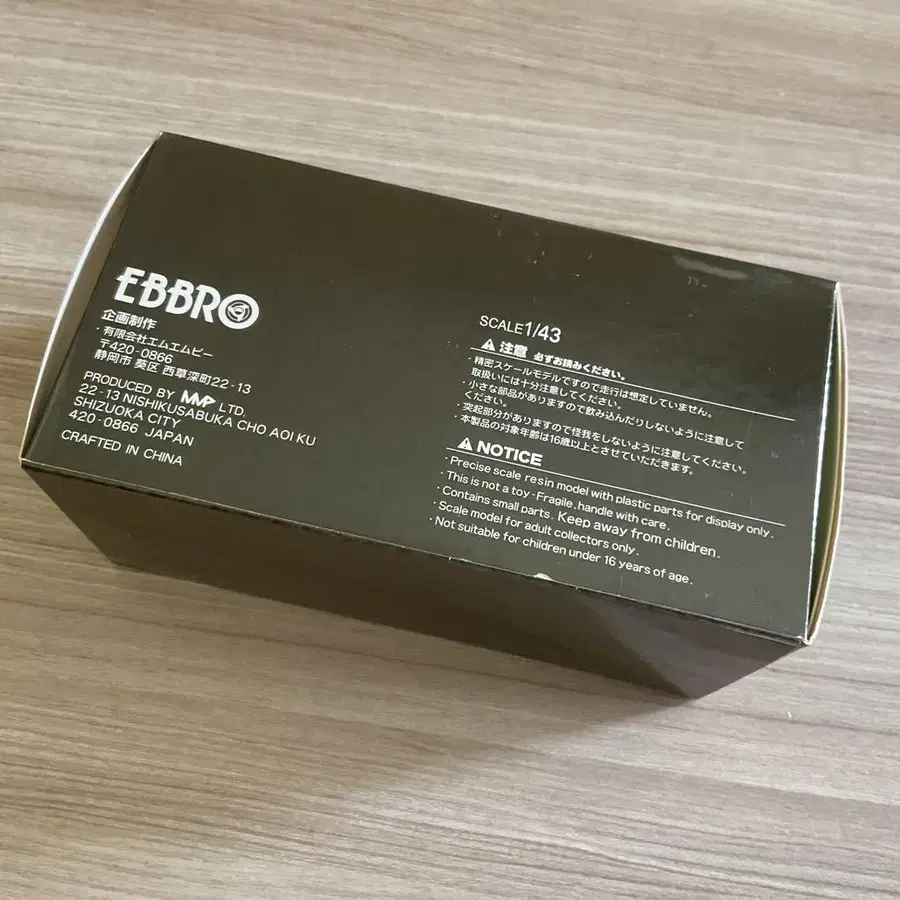 EBBRO
企画制作
・有限会社エムエムピー
〒420-0866
静岡市 葵区 西草深町22-13
PRODUCED BY MMP LTD.
22-13 NISHIKUSABUKA CHO AOI KU
SHIZUOKA CITY
420-0866 JAPAN
CRAFTED IN CHINA
SCALE1/43
注意 必ずお読みください。
・精密スケールモデルですので走行は想定していません。
取扱いには十分注意してください。
・小さな部品がありますので飲み込んだりしないように注意して
ください。
・突起部分がありますので怪我をしないように注意してください。
・本製品の対象年齢は16歳以上とさせていただきます。
NOTICE
・Precise scale resin model with plastic parts for display only.
・This is not a toy・Fragile, handle with care.
・Contains small parts. Keep away from children.
・Scale model for adult collectors only.
・Not suitable for children under 16 years of age.